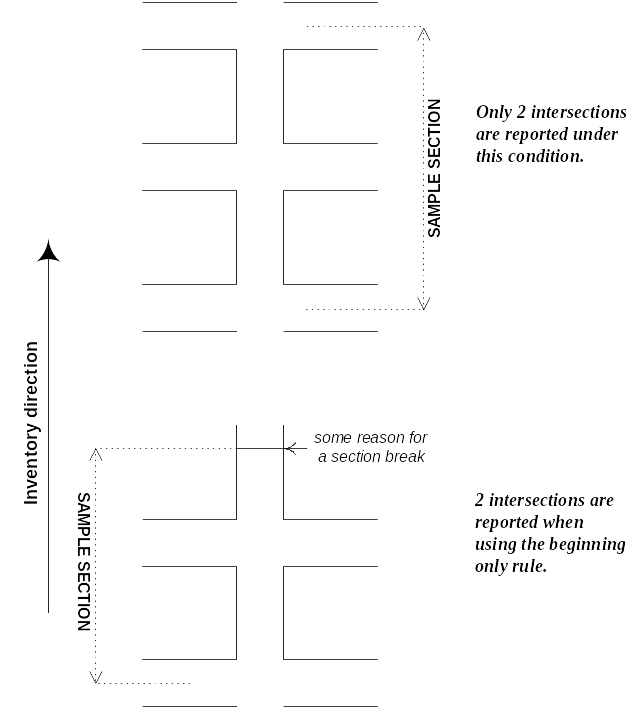 SAMPLE SECTION
Only 2 intersections
are reported under
this condition.
Inventory direction
some reason for
a section break
SAMPLE SECTION
2 intersections are
reported when
using the beginning
only rule.